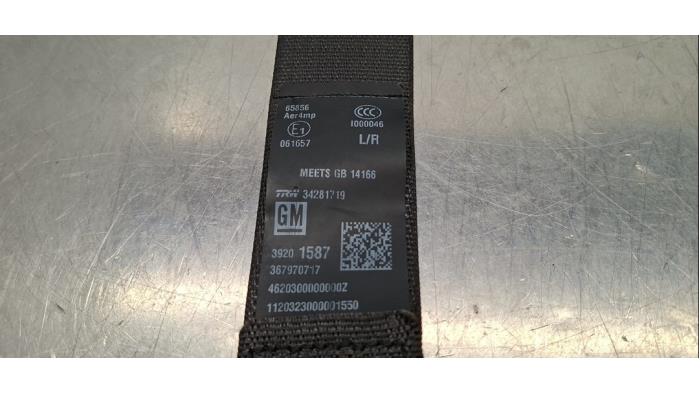 65856
Aer4mp
E1
061657
CCC
I000046
L/R
MEETS GB 14166
TRW 34281719
GM
3920 1587
367970717
4620300000000Z
1120323000001550